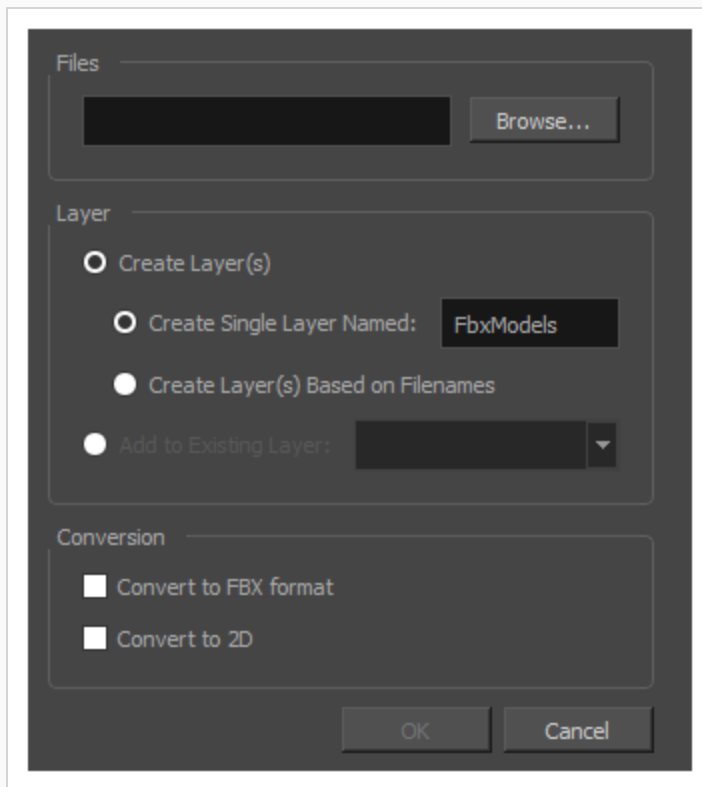 Files
Browse...
Layer
Create Layer(s)
Create Single Layer Named: FbxModels
Create Layer(s) Based on Filenames
Add to Existing Layer:
Conversion
Convert to FBX format
Convert to 2D
OK Cancel